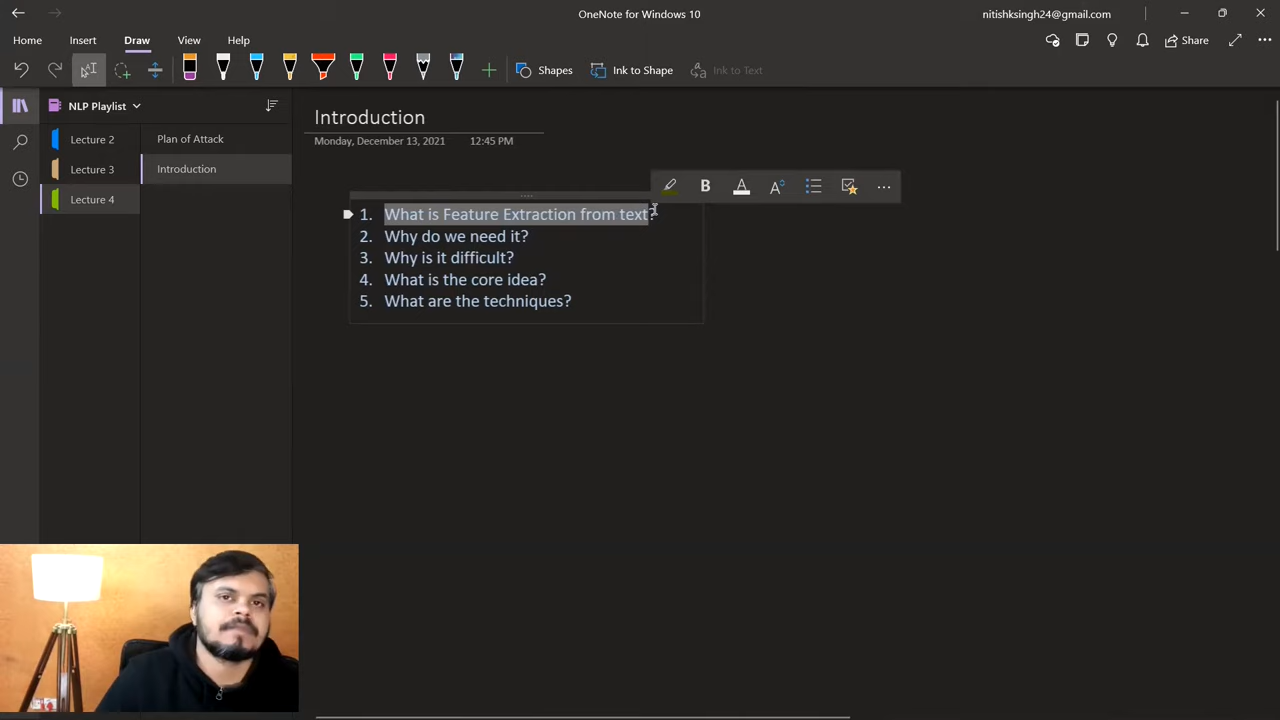 OneNote for Windows 10
nitishksingh24@gmail.com
Home Insert Draw View Help
Share
Shapes Ink to Shape Ink to Text
NLP Playlist
Lecture 2
Lecture 3
Lecture 4
Plan of Attack
Introduction
Introduction
Monday, December 13, 2021 12:45 PM
1. What is Feature Extraction from text?
2. Why do we need it?
3. Why is it difficult?
4. What is the core idea?
5. What are the techniques?